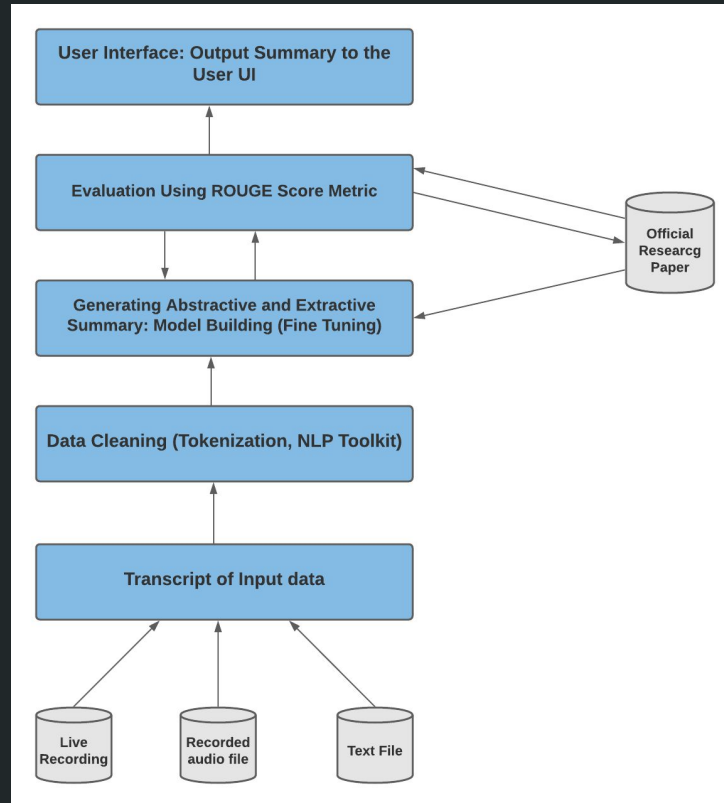 User Interface: Output Summary to the
User UI
Evaluation Using ROUGE Score Metric
Official
Researcg
Paper
Generating Abstractive and Extractive
Summary: Model Building (Fine Tuning)
Data Cleaning (Tokenization, NLP Toolkit)
Transcript of Input data
Live
Recording
Recorded
audio file
Text File